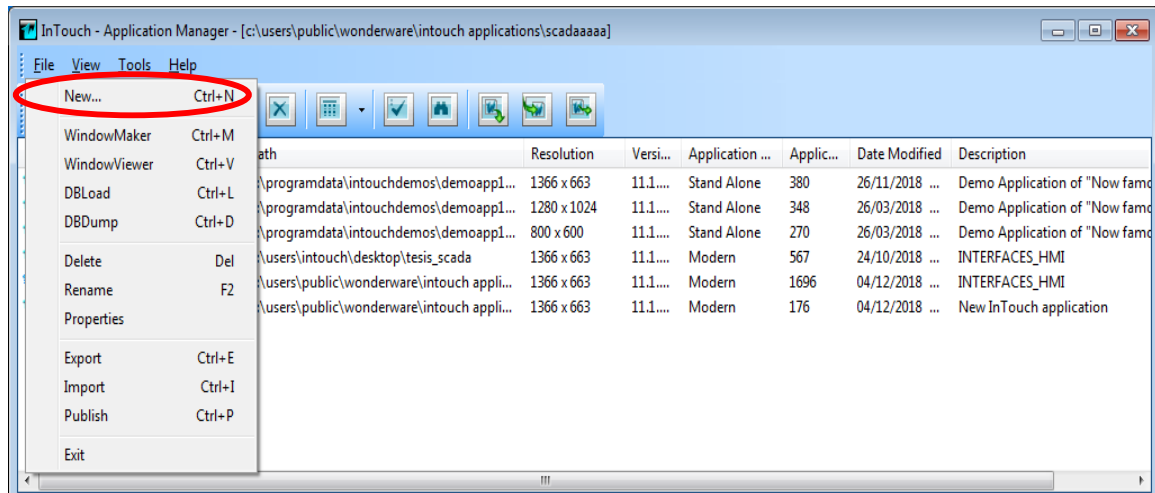 InTouch - Application Manager - [c:\users\public\wonderware\intouch applications\scadaaaaa]
File View Tools Help
New... Ctrl+N
WindowMaker Ctrl+M
WindowViewer Ctrl+V
DBLoad Ctrl+L
DBDump Ctrl+D
Delete Del
Rename F2
Properties
Export Ctrl+E
Import Ctrl+I
Publish Ctrl+P
Exit
ath Resolution Versi... Application ... Applic... Date Modified Description
:\programdata\intouchdemos\demoapp1... 1366 x 663 11.1.... Stand Alone 380 26/11/2018 ... Demo Application of "Now famo
:\programdata\intouchdemos\demoapp1... 1280 x 1024 11.1.... Stand Alone 348 26/03/2018 ... Demo Application of "Now famo
:\programdata\intouchdemos\demoapp1... 800 x 600 11.1.... Stand Alone 270 26/03/2018 ... Demo Application of "Now famo
:\users\intouch\desktop\tesis_scada 1366 x 663 11.1.... Modern 567 24/10/2018 ... INTERFACES_HMI
:\users\public\wonderware\intouch appli... 1366 x 663 11.1.... Modern 1696 04/12/2018 ... INTERFACES_HMI
:\users\public\wonderware\intouch appli... 1366 x 663 11.1.... Modern 176 04/12/2018 ... New InTouch application